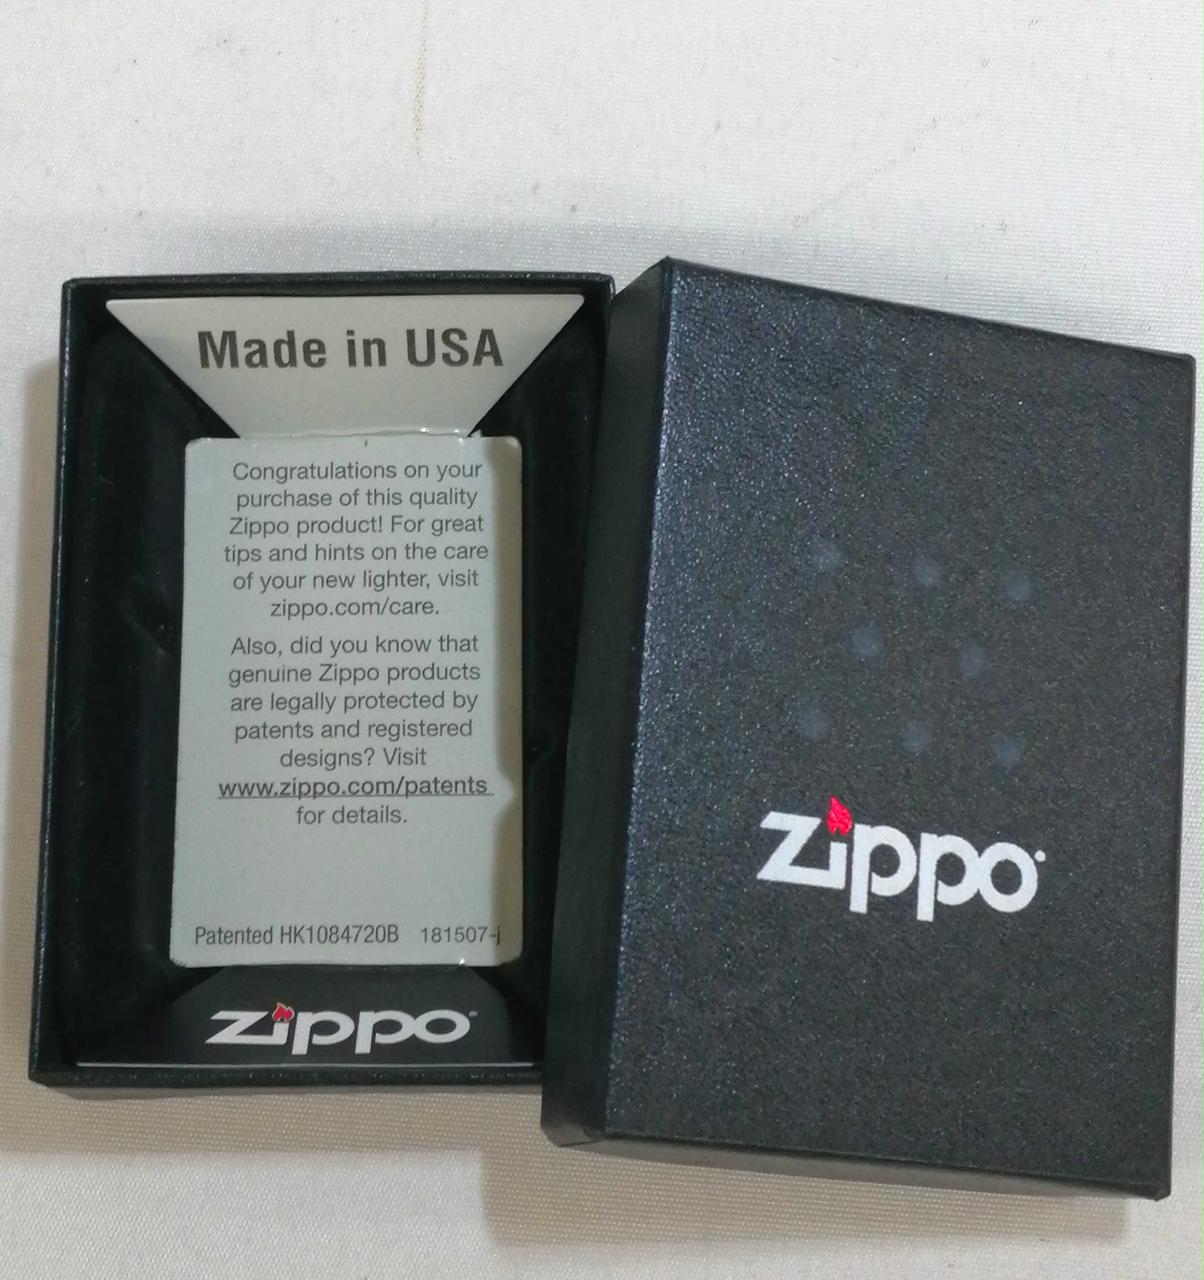 Made in USA
Congratulations on your
purchase of this quality
Zippo product! For great
tips and hints on the care
of your new lighter, visit
zippo.com/care.
Also, did you know that
genuine Zippo products
are legally protected by
patents and registered
designs? Visit
www.zippo.com/patents
for details.
Patented HK1084720B 181507-j
zippo
zippo